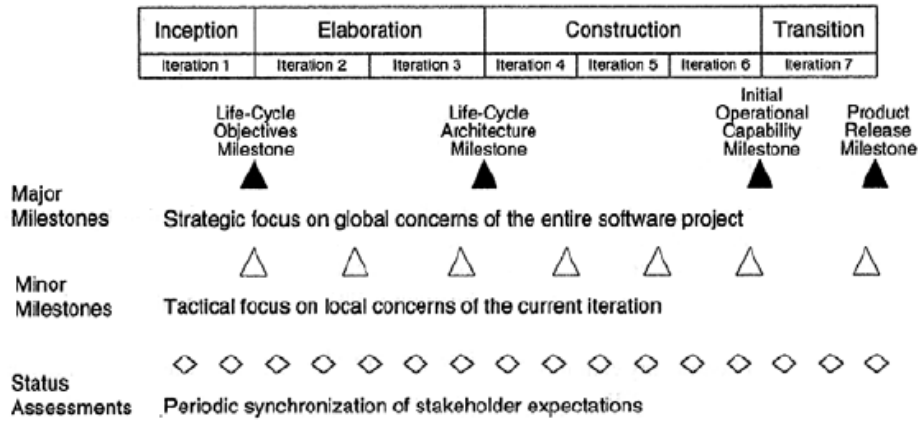 Inception Elaboration Construction Transition
Iteration 1 Iteration 2 Iteration 3 Iteration 4 Iteration 5 Iteration 6 Iteration 7
Life-Cycle
Objectives
Milestone
Life-Cycle
Architecture
Milestone
Initial
Operational
Capability
Milestone
Product
Release
Milestone
Major
Milestones
Strategic focus on global concerns of the entire software project
Minor
Milestones
Tactical focus on local concerns of the current iteration
Status
Assessments
Periodic synchronization of stakeholder expectations